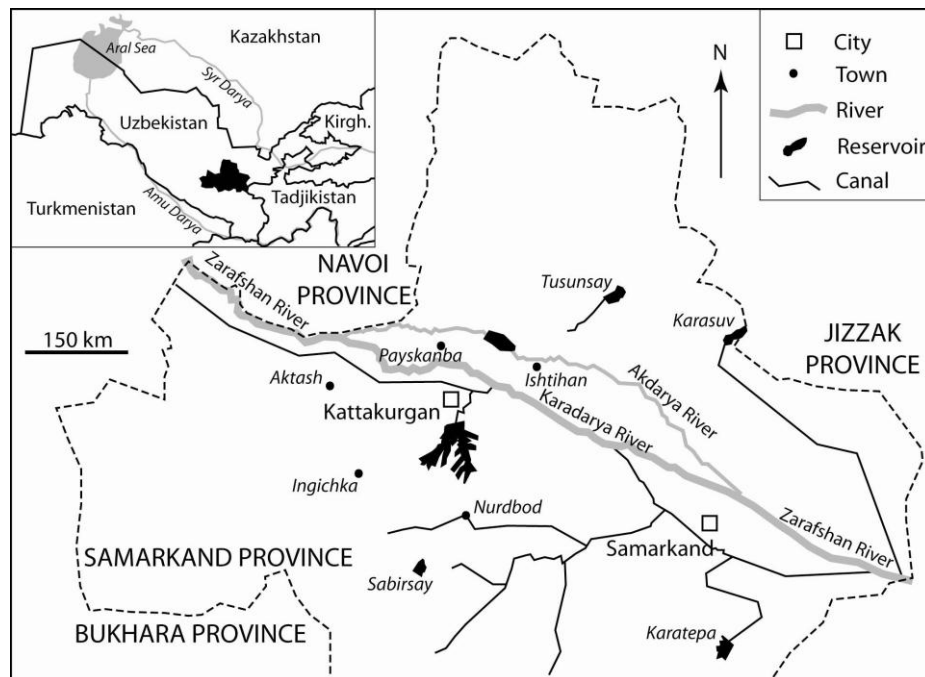 Aral Sea
Kazakhstan
Syr Darya
Uzbekistan
Kirgh.
Tadjikistan
Turkmenistan
Amu Darya
N
City
Town
River
Reservoir
Canal
Zarafshan River
NAVOI
PROVINCE
Tusunsay
Karasuv
JIZZAK
PROVINCE
150 km
Payskanba
Aktash
Ishtihan
Akdarya River
Kattakurgan
Karadarya River
Ingichka
Nurdbod
Zarafshan River
Samarkand
SAMARKAND PROVINCE
Sabirsay
BUKHARA PROVINCE
Karatepa